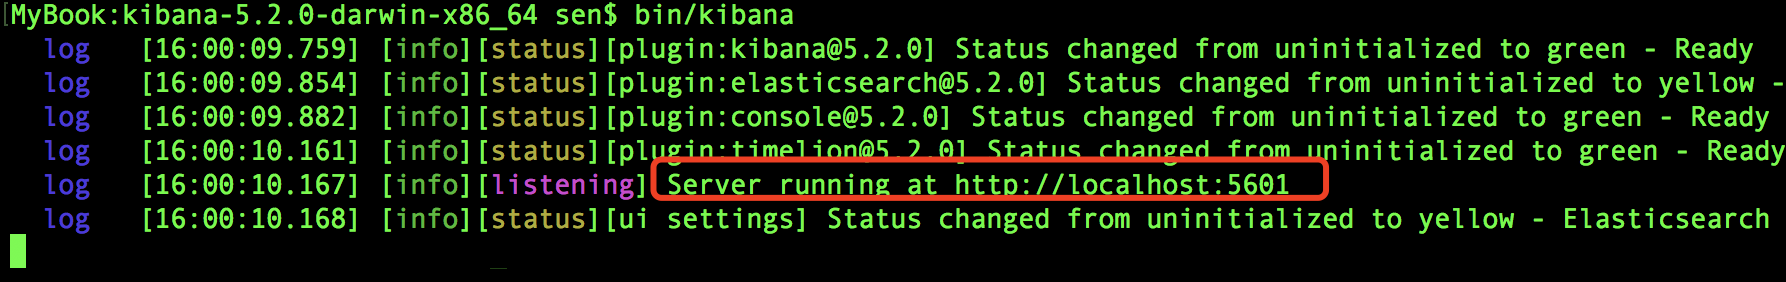 [MyBook:kibana-5.2.0-darwin-x86_64 sen$ bin/kibana
log [16:00:09.759] [info][status][plugin:kibana@5.2.0] Status changed from uninitialized to green - Ready
log [16:00:09.854] [info][status][plugin:elasticsearch@5.2.0] Status changed from uninitialized to yellow -
log [16:00:09.882] [info][status][plugin:console@5.2.0] Status changed from uninitialized to green - Ready
log [16:00:10.161] [info][status][plugin:timelion@5.2.0] Status changed from uninitialized to green - Ready
log [16:00:10.167] [info][listening] Server running at http://localhost:5601
log [16:00:10.168] [info][status][ui settings] Status changed from uninitialized to yellow - Elasticsearch